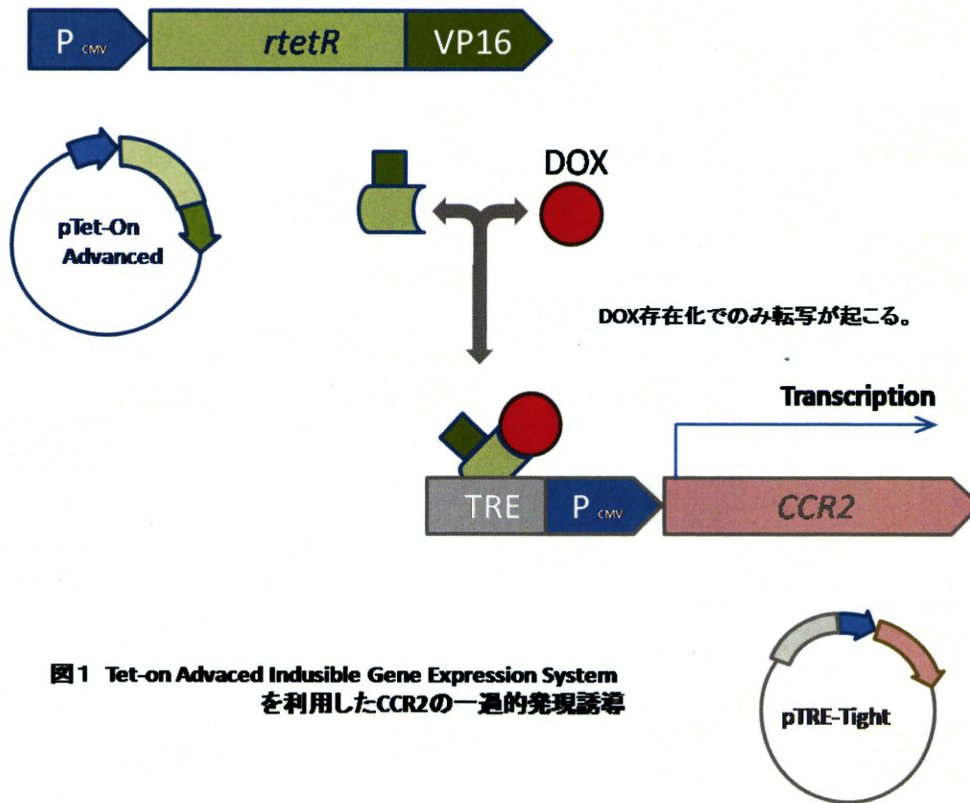 P CMV rtetR VP16
pTet-On
Advanced
DOX
DOX存在化でのみ転写が起こる。
Transcription
TRE P CMV CCR2
図1 Tet-on Advaced Indusible Gene Expression System
を利用したCCR2の一過的発現誘導
pTRE-Tight